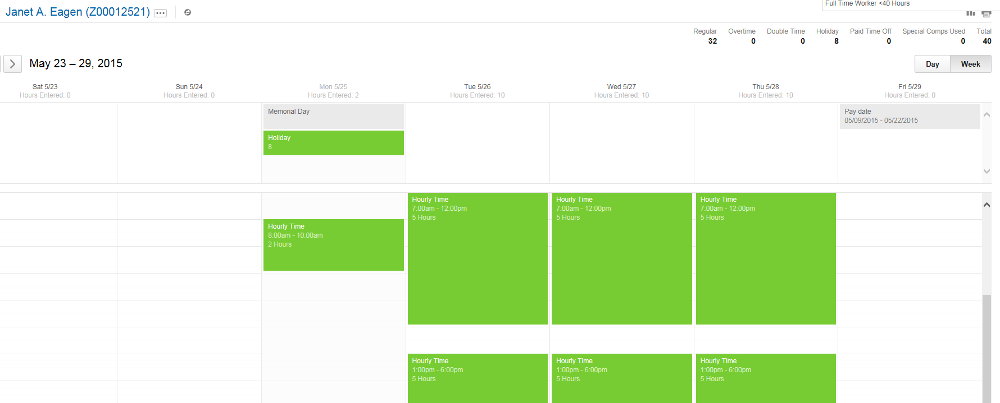 Janet A. Eagen (Z00012521)
Full Time Worker <40 Hours
Regular Overtime Double Time Holiday Paid Time Off Special Comps Used Total
32 0 0 8 0 0 40
May 23 – 29, 2015
Day Week
Sat 5/23 Sun 5/24 Mon 5/25 Tue 5/26 Wed 5/27 Thu 5/28 Fri 5/29
Hours Entered: 0 Hours Entered: 0 Hours Entered: 2 Hours Entered: 10 Hours Entered: 10 Hours Entered: 10 Hours Entered: 0
Memorial Day
Holiday
8
Pay date
05/09/2015 - 05/22/2015
Hourly Time
8:00am - 10:00am
2 Hours
Hourly Time
7:00am - 12:00pm
5 Hours
Hourly Time
7:00am - 12:00pm
5 Hours
Hourly Time
7:00am - 12:00pm
5 Hours
Hourly Time
1:00pm - 6:00pm
5 Hours
Hourly Time
1:00pm - 6:00pm
5 Hours
Hourly Time
1:00pm - 6:00pm
5 Hours